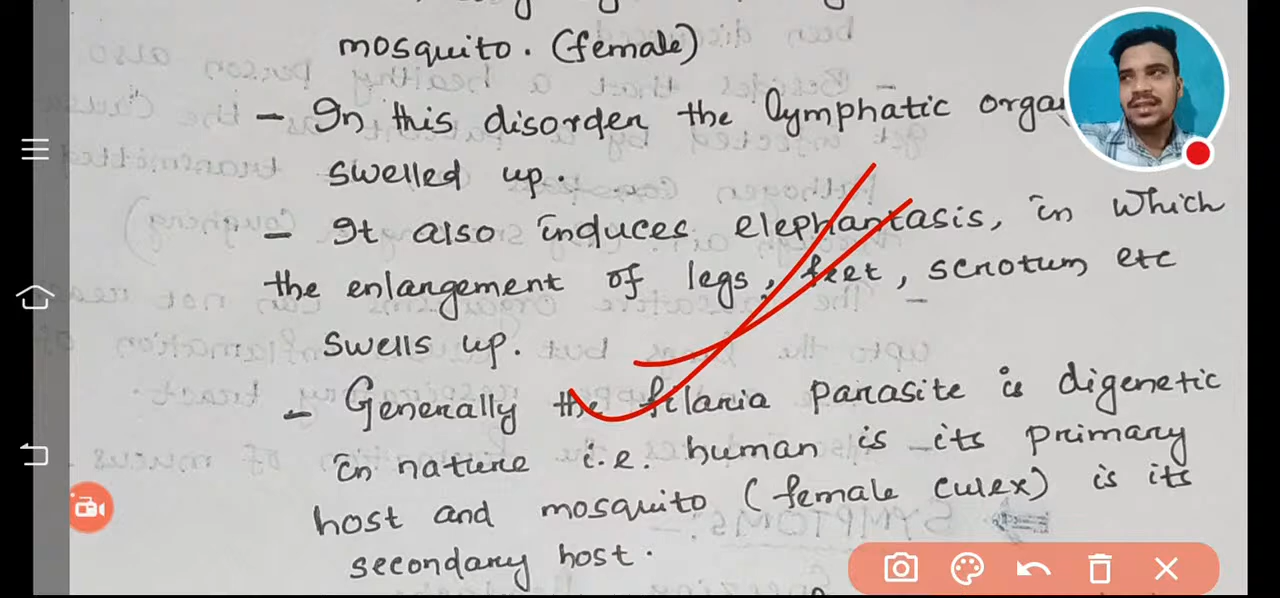 mosquito. (female)
- In this disorder the lymphatic orga
swelled up.
- It also induces elephantasis, in which
the enlargement of legs, feet, scrotum etc
swells up.
- Generally the filaria parasite is digenetic
in nature i.e. human is its primary
host and mosquito (female culex) is its
secondary host.